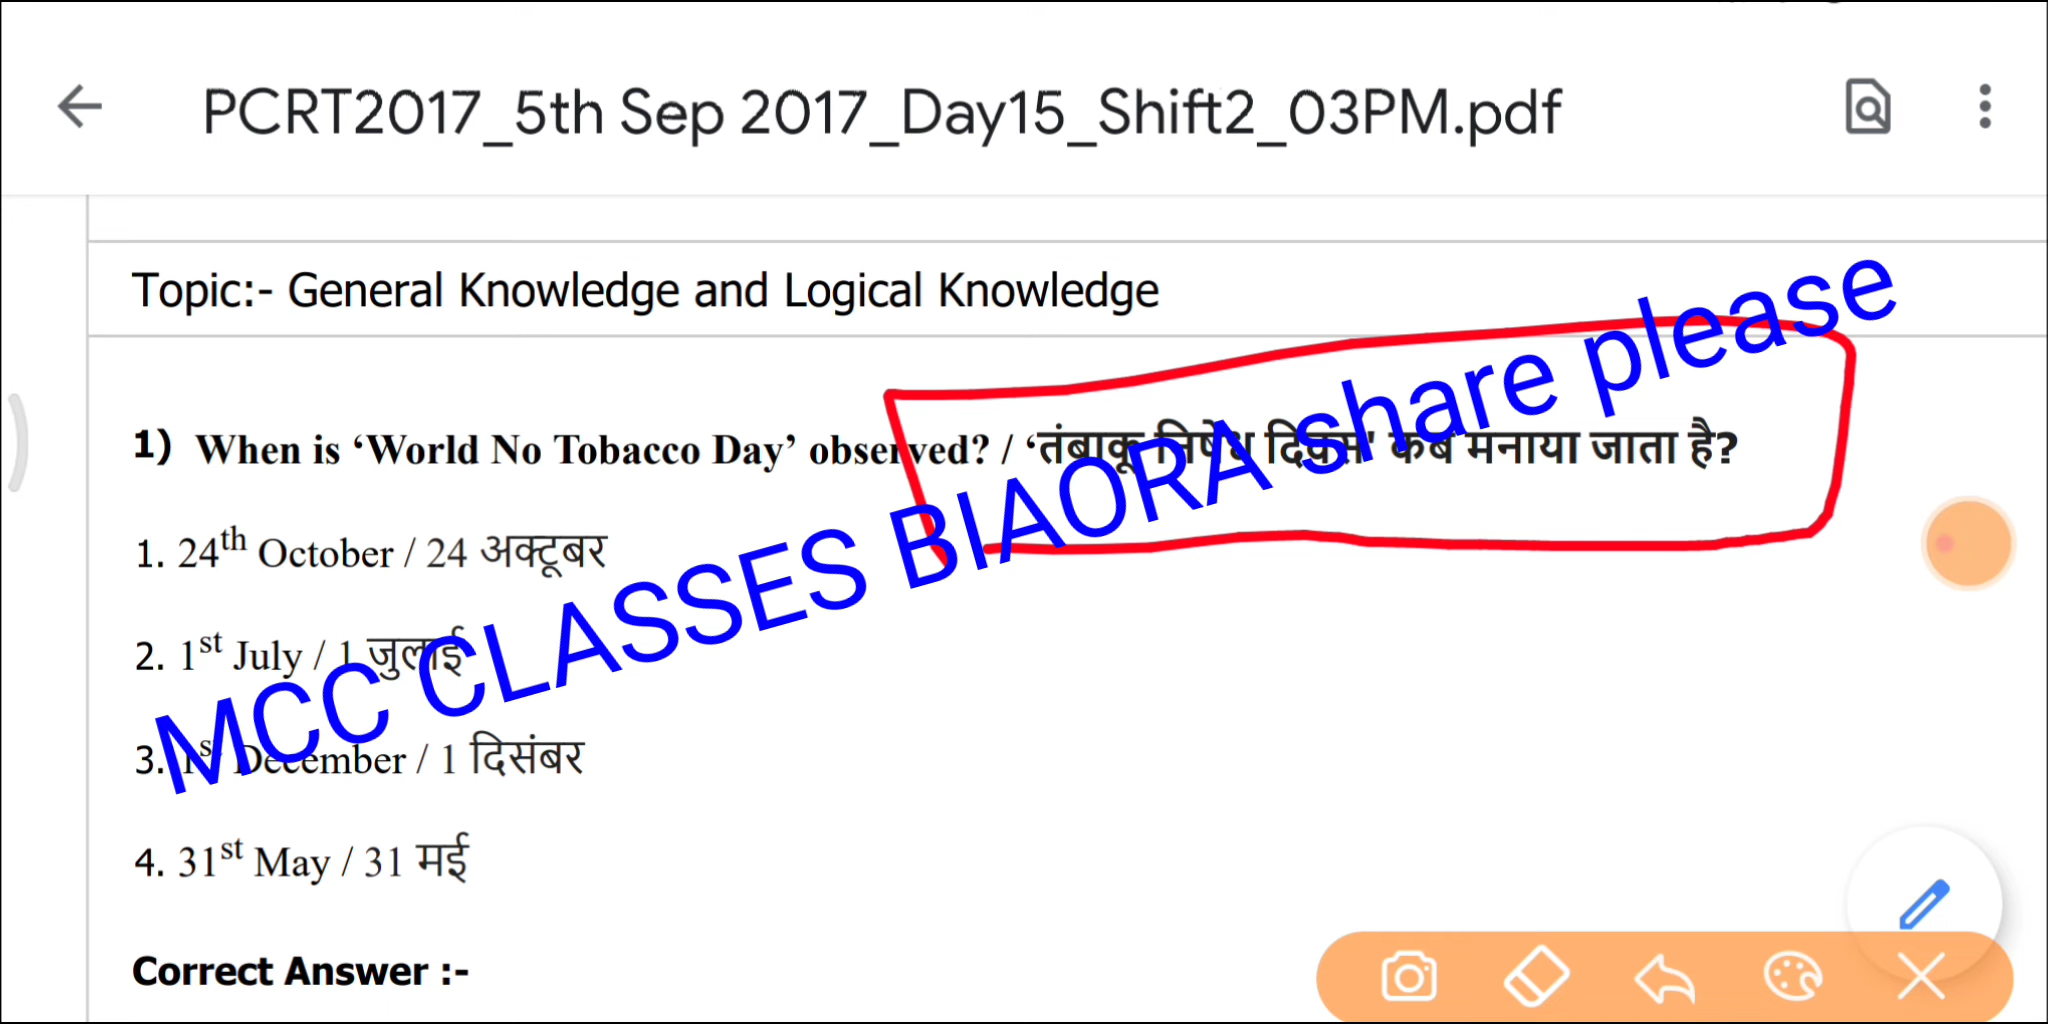 PCRT2017_5th Sep 2017_Day15_Shift2_03PM.pdf
Topic:- General Knowledge and Logical Knowledge
1) When is ‘World No Tobacco Day’ observed? / ‘तंबाकू निषेध दिवस' कब मनाया जाता है?
1. 24th October / 24 अक्टूबर
2. 1st July / 1 जुलाई
3. 1st December / 1 दिसंबर
4. 31st May / 31 मई
Correct Answer :-
MCC CLASSES BIAORA share please